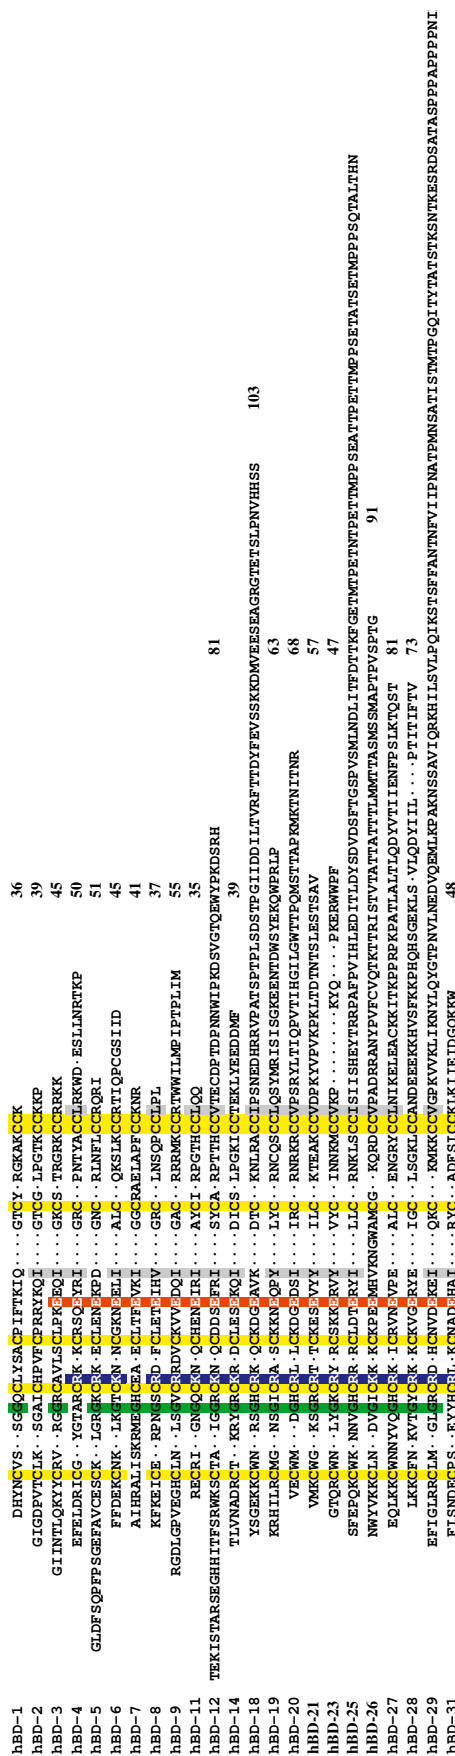 hBD-1 DHYNCVS··SGGQCLYSACPIFTKIQ····GTCY·RGKAKCCK 36
hBD-2 GIGDPVTCLK··SGAICHPVFCPRRYKQI····GTCG·LPGTKCCKKP 39
hBD-3 GIINTLQKYYCRV··RGGRCAVLSCLPKEEQI····GKCS·TRGRKCCRRKK 45
hBD-4 EFELDRICG··YGTARCRK·KCRSQEYRI····GRC··PNTYACCLRKWD·ESLLNRTKP 50
hBD-5 GLDFSQPFPSGEFAVCESCK··LGRGKCRK·ECLENEKPD····GNC··RLNFLCCRQRI 51
hBD-6 FFDEKCNK··LKGTCKN·NCGKNEELI····ALC··QKSLKCCRTIQPCGSIID 45
hBD-7 AIHRALISKRMEGHCEA·ECLTFEVKI····GGCRAELAPFCCKNR 41
hBD-8 KFKEICE··RPNGSCRD·FCLETEIHV····GRC··LNSQPCCLPL 37
hBD-9 RGDLGFPVEGHCLN··LSGVCRRDVCKVVEDQI····GAC··RRRMKCCRTWWILMPIPTPLIM 55
hBD-11 RECRI··GNGQCKN·QCHENEIRI····AYCI·RPGTHCCLQQ 35
hBD-12 TEKISTARSEGHHITFSRWKSCTA··IGGRCKN·QCDDSEFRI····SYCA·RPTTHCCVTECDPTDPNNWIPKDSVGTQEWYPKDSRH 81
hBD-14 TLVNADRCT··KRYGRCKR·DCLESEKQI····DICS·LPGKICCTEKLYEEDDMF 39
hBD-18 YSGEKKCWN··RSGHCRK·QCKDGEAVK····DTC··KNLRACCIPSNEDHRRVPATSPTPLSDSTPGIIDDILTVRFTTDYFEVSSKKDMVEESEAGRGTETSLPNVHHSS 103
hBD-19 KRHILRCMG··NSGICRA·SCKKNEQPY····LYC··RNCQSCCLQSYMRISISGKEENTDWSYEKQWPRLP 63
hBD-20 VECWM···DGHCRL·LCKDGEDSI····IRC··RNRKRCCVPSRYLTIQPVTIHGILGWTTPQMSTTAPKMKTNITNR 68
hBD-21 VMKCWG··KSGRCRT·TCKESEVYY····ILC··KTEAKCCVDPKYVPVKPKLTDTNTSLESTSAV 57
hBD-23 GTQRCWN··LYGKCRY·RCSKKERVY····VYC··INNKMCCVKP·····KYQ····PKERWWPF 47
hBD-25 SFEPQKCWK·NNVGHCRR·RCLDTERYI····LLC··RNKLSCCISIISHEYTRRPAFPVIHLEDITLDYSDVDSFTGSPVSMLNDLITFDTTKFGETMTPETNTPETTMPPSEATTPETTMPPSETATSETMPPPSQTALTHN
hBD-26 NWYVKKCLN··DVGICKK·KCKPEEMHVKNGWAMCG··KQRDCCVPADRRANYPVFCVQTKTTRISTVTATTATTTLMMTTASMSSMAPTPVSPTG 91
hBD-27 EQLKKCWNNYVQGHCRK·ICRVNEVPE····ALC··ENGRYCCLNIKELEACKKITKPPRPKPATLALTLQDYVTIIENFPSLKTQST 81
hBD-28 LKKCFN·KVTGYCRK·KCKVGERYE····IGC··LSGKLCCANDEEEKKHVSFKKPHQHSGEKLS·VLQDYIIL····PTITIFTV 73
hBD-29 EFIGLRRCLM··GLGRCRD·HCNVDEKEI····QKC··KMKKCCVGPKVVKLIKNYLQYGTPNVLNEDVQEMLKPAKNSSAVIQRKHILSVLPQIKSTSFFANTNFVIIPNATPMNSATISTMTPGQITYTATSTKSNTKESRDSATASPPPAPPPPNI
hBD-31 FISNDECPS··EYYHCRL·KCNADEHAI····RYC··ADFSICCKLKIIEIDGQKKW 48